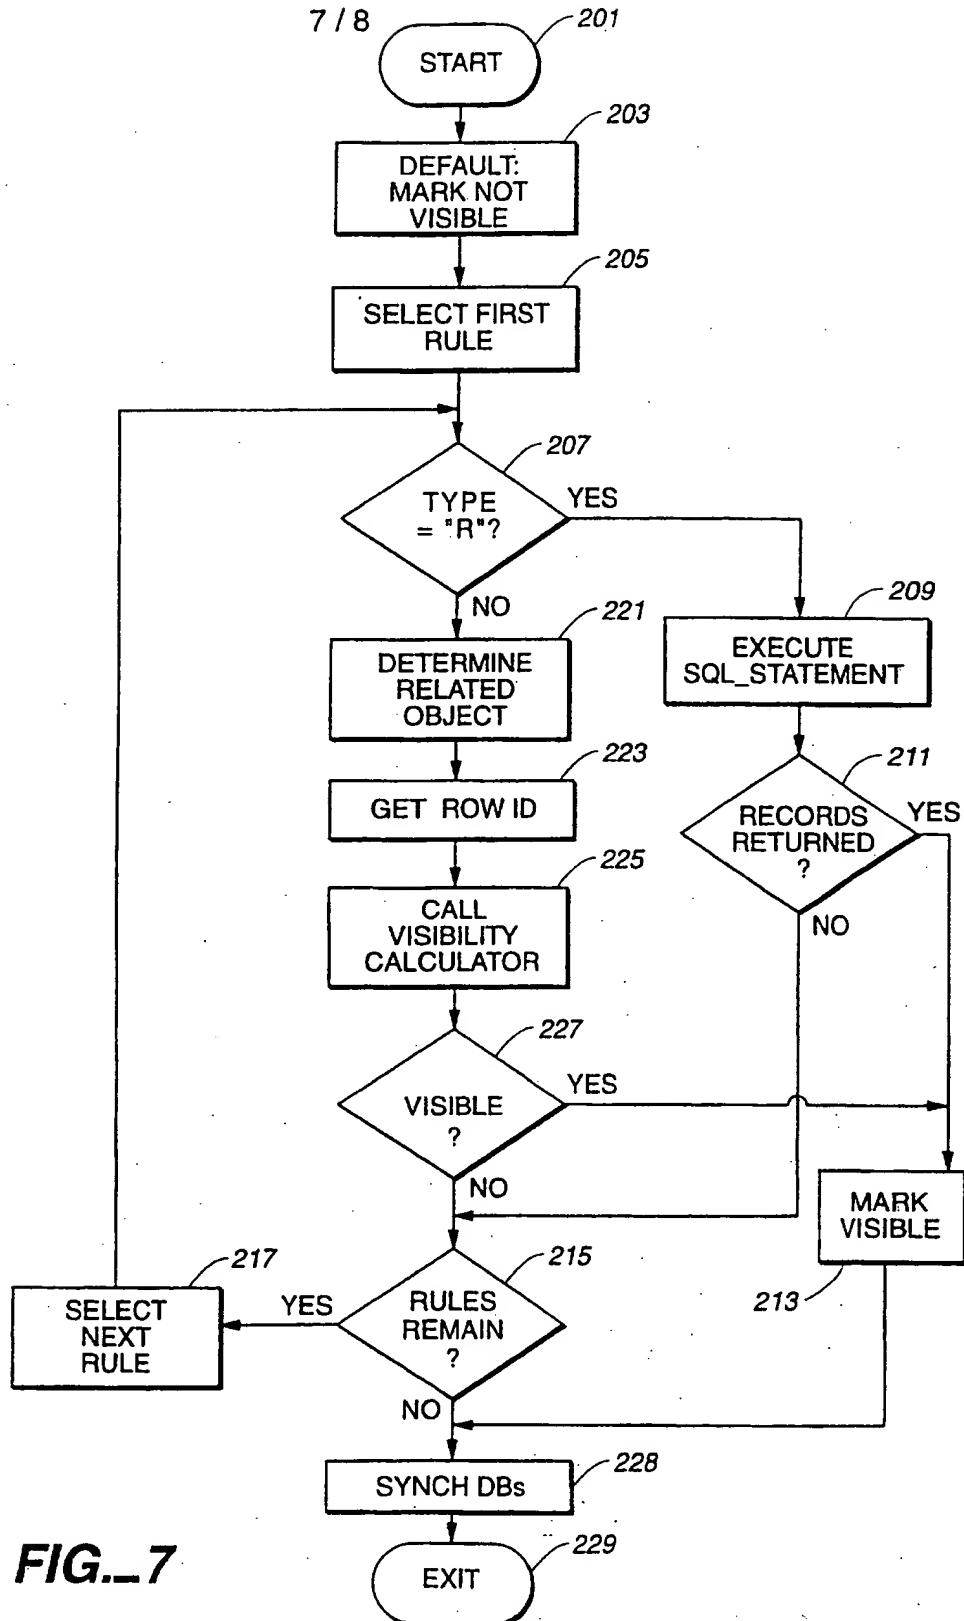 7 / 8
201
START
203
DEFAULT:
MARK NOT
VISIBLE
205
SELECT FIRST
RULE
207
TYPE
= "R"?
YES
NO
209
EXECUTE
SQL_STATEMENT
221
DETERMINE
RELATED
OBJECT
211
RECORDS
RETURNED
?
YES
NO
223
GET ROW ID
225
CALL
VISIBILITY
CALCULATOR
227
VISIBLE
?
YES
NO
MARK
VISIBLE
213
215
RULES
REMAIN
?
YES
NO
217
SELECT
NEXT
RULE
228
SYNCH DBs
229
EXIT
FIG._7